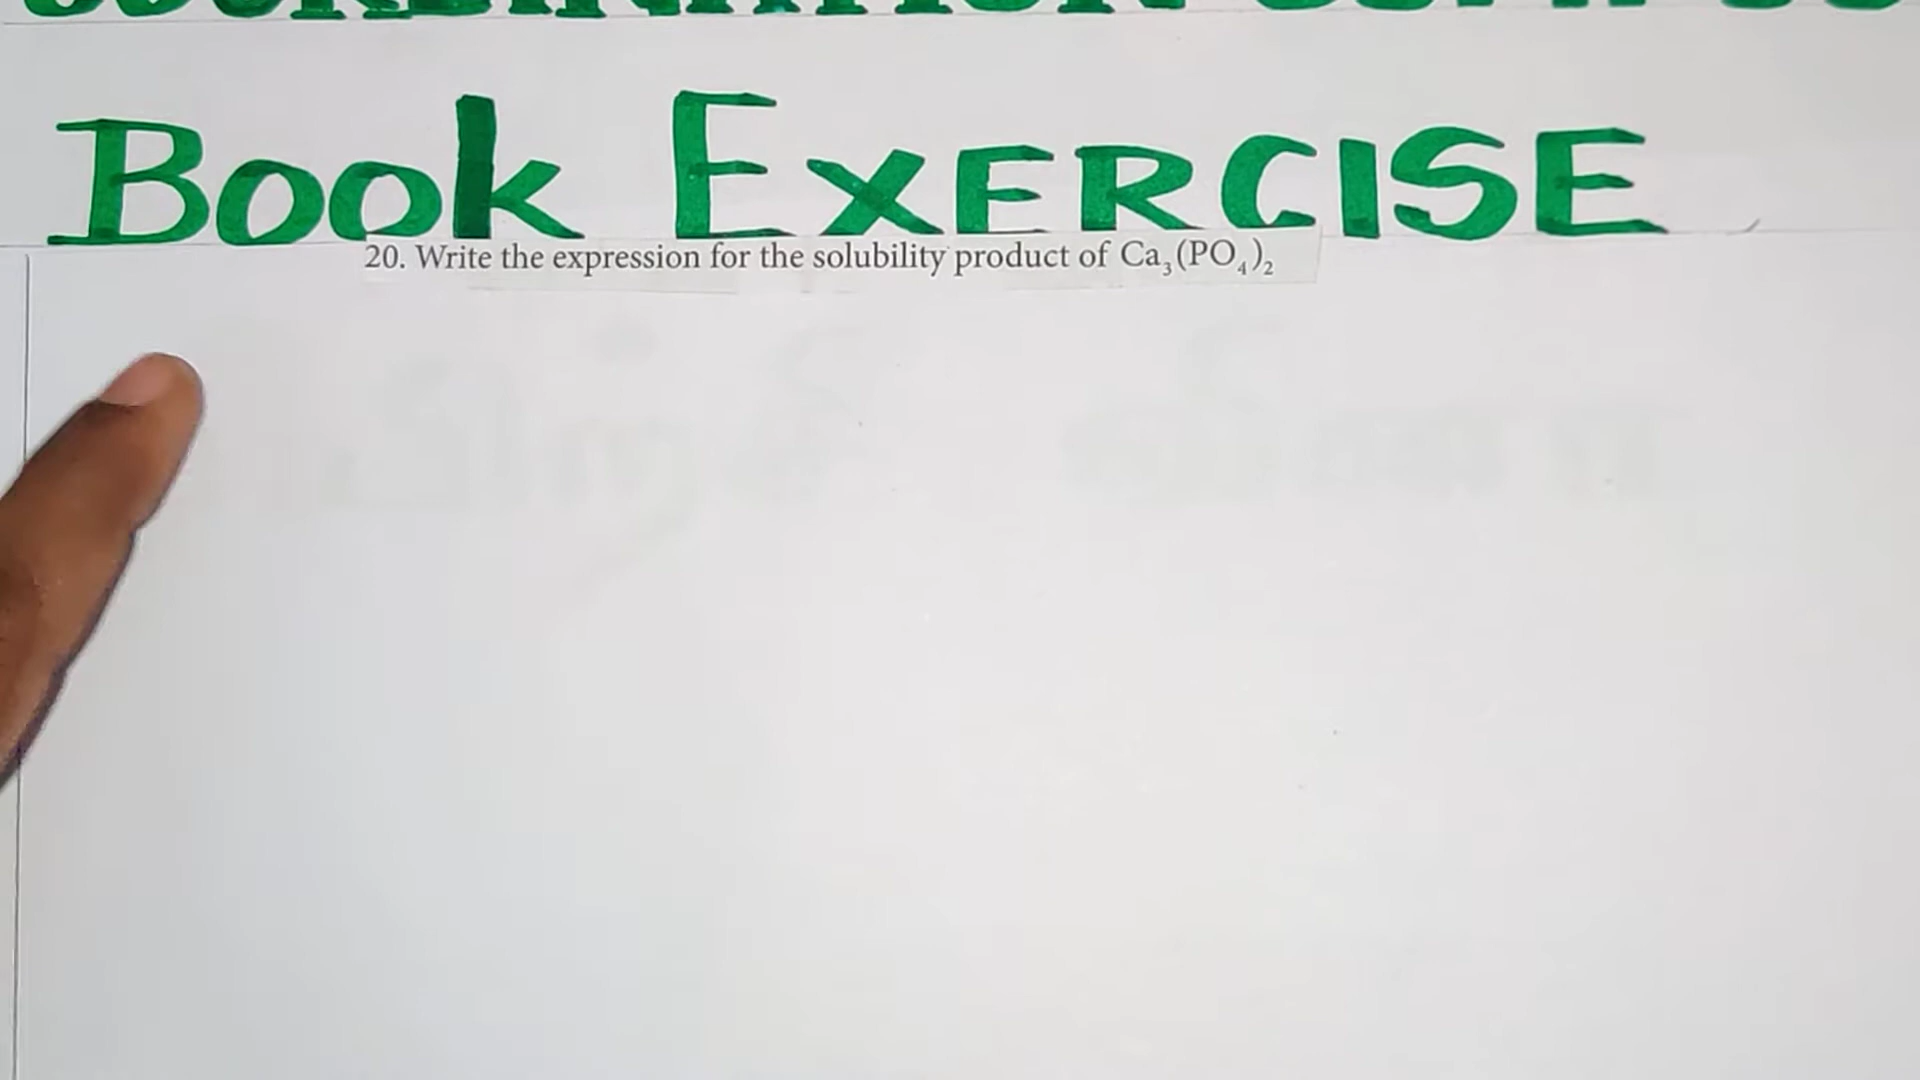 Book Exercise
20. Write the expression for the solubility product of Ca₃(PO₄)₂